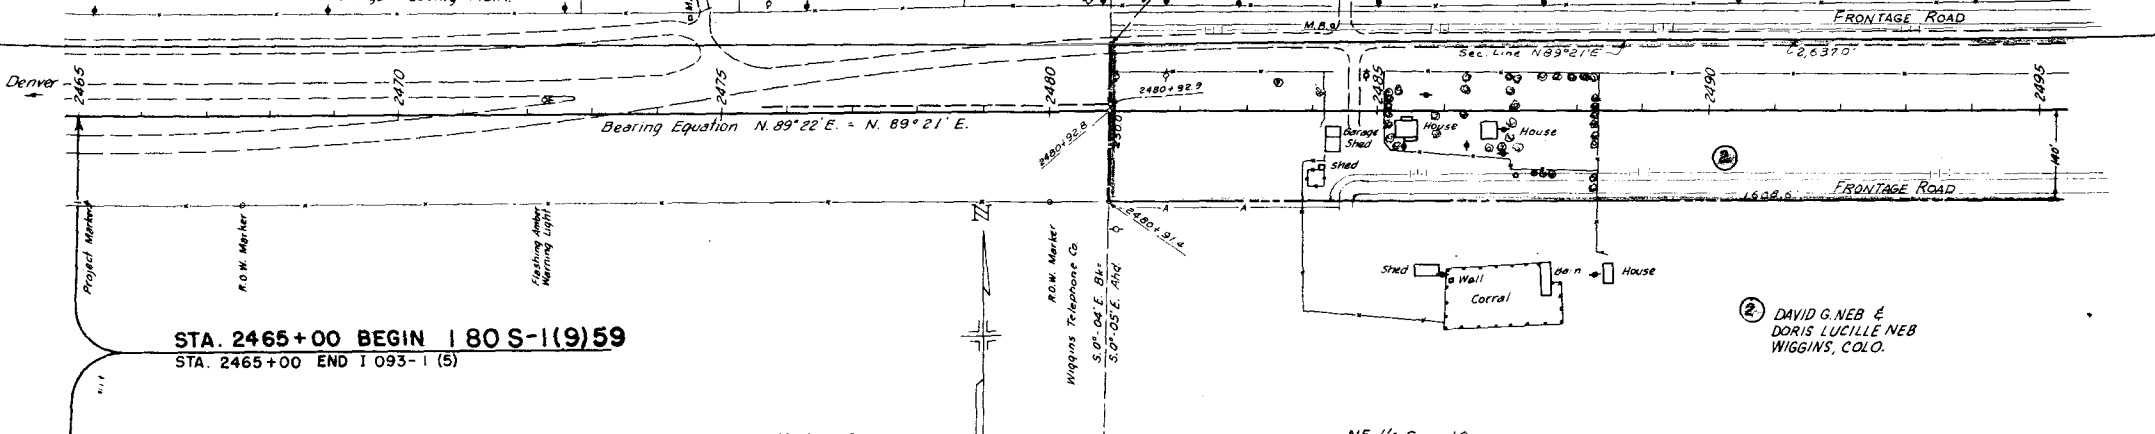 FRONTAGE ROAD
M.B.
Sec. Line N89°21'E
2,637.0'
Denver
2465
2470
2475
2480
2480+92.9
2485
2490
2495
Bearing Equation N. 89°22' E. = N. 89°21' E.
2480+92.8
230.0'
Garage
Shed
House
House
Shed
2
140'
FRONTAGE ROAD
1608.6
2480+91.4
Project Marker
R.O.W. Marker
Flashing Amber
Warning Light
N
R.O.W. Marker
Wiggins Telephone Co.
S.0°-04' E. Bk=
S.0°-05' E. Ahd.
Shed
Well
Barn
House
Corral
STA. 2465+00 BEGIN I 80 S-1(9)59
STA. 2465+00 END I 093-1(5)
2 DAVID G. NEB &
DORIS LUCILLE NEB
WIGGINS, COLO.